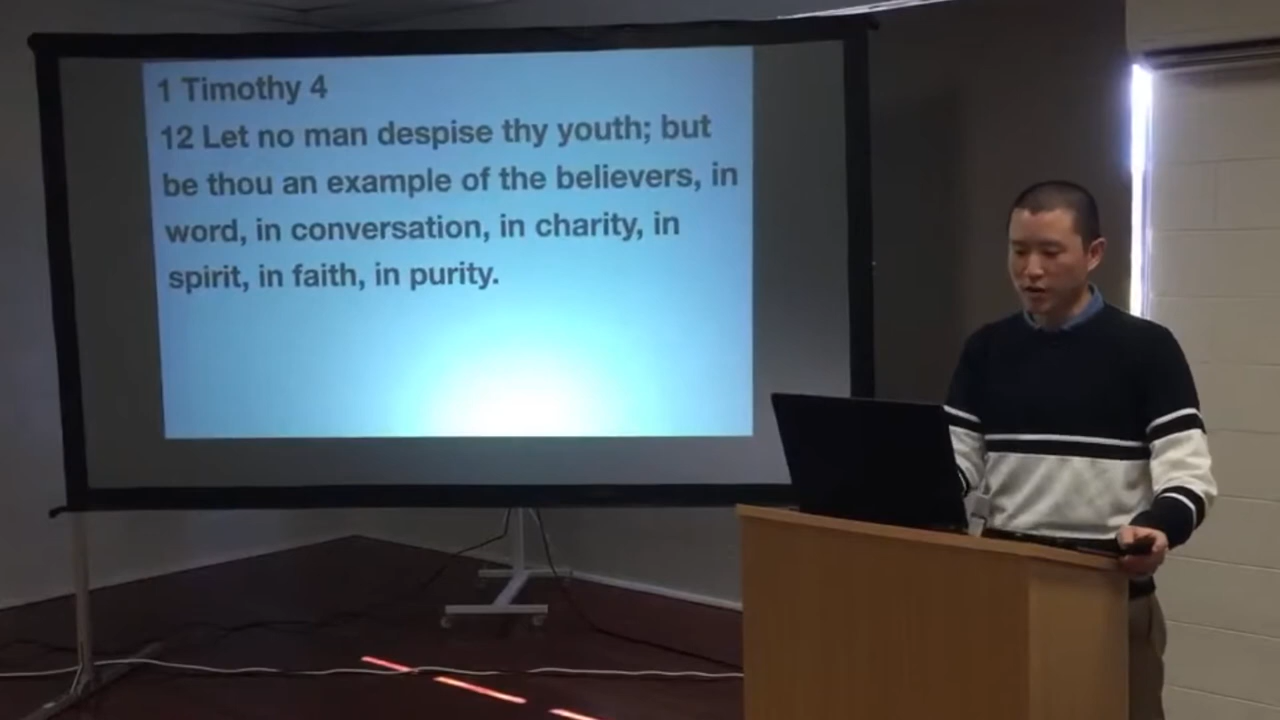 1 Timothy 4
12 Let no man despise thy youth; but
be thou an example of the believers, in
word, in conversation, in charity, in
spirit, in faith, in purity.